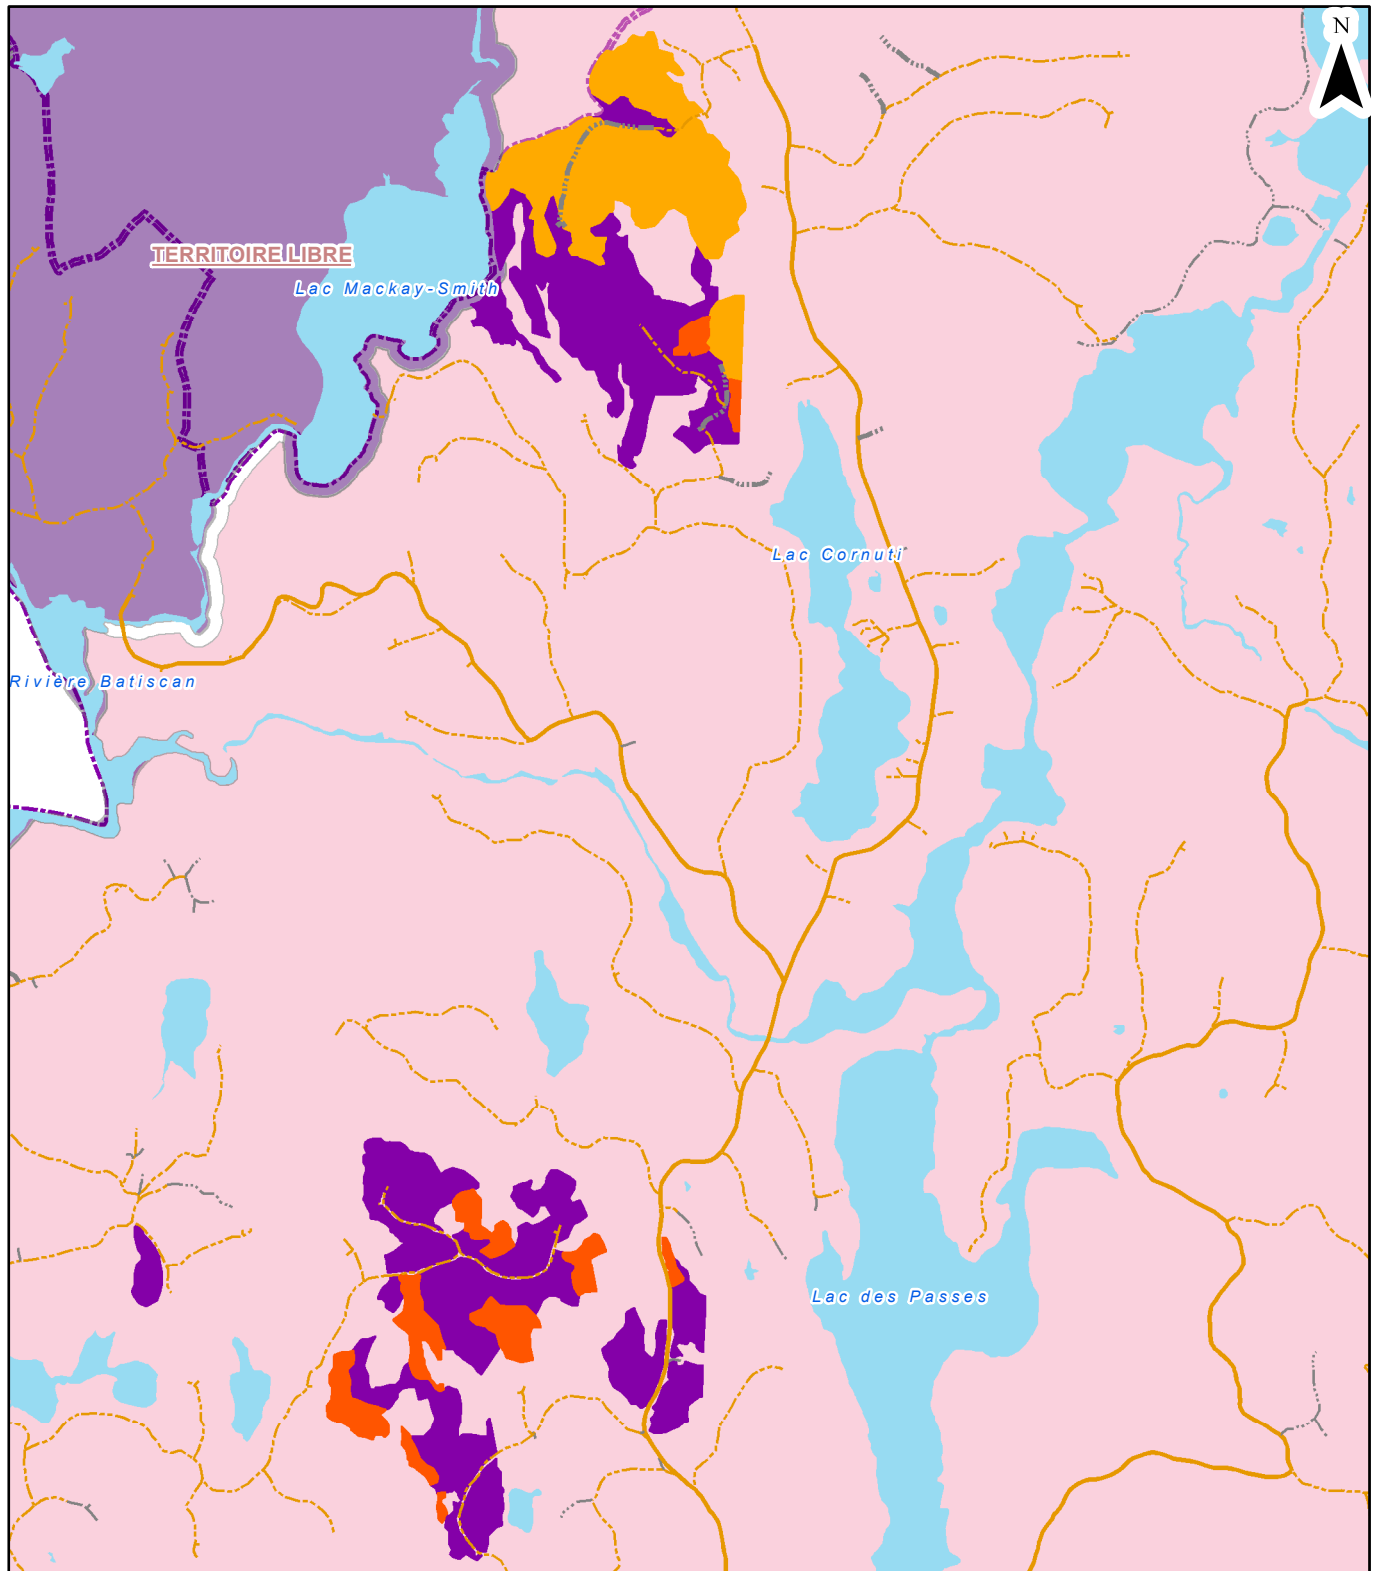 N
TERRITOIRE LIBRE
Lac Mackay-Smith
Lac Cornuti
Rivière Batiscan
Lac des Passes